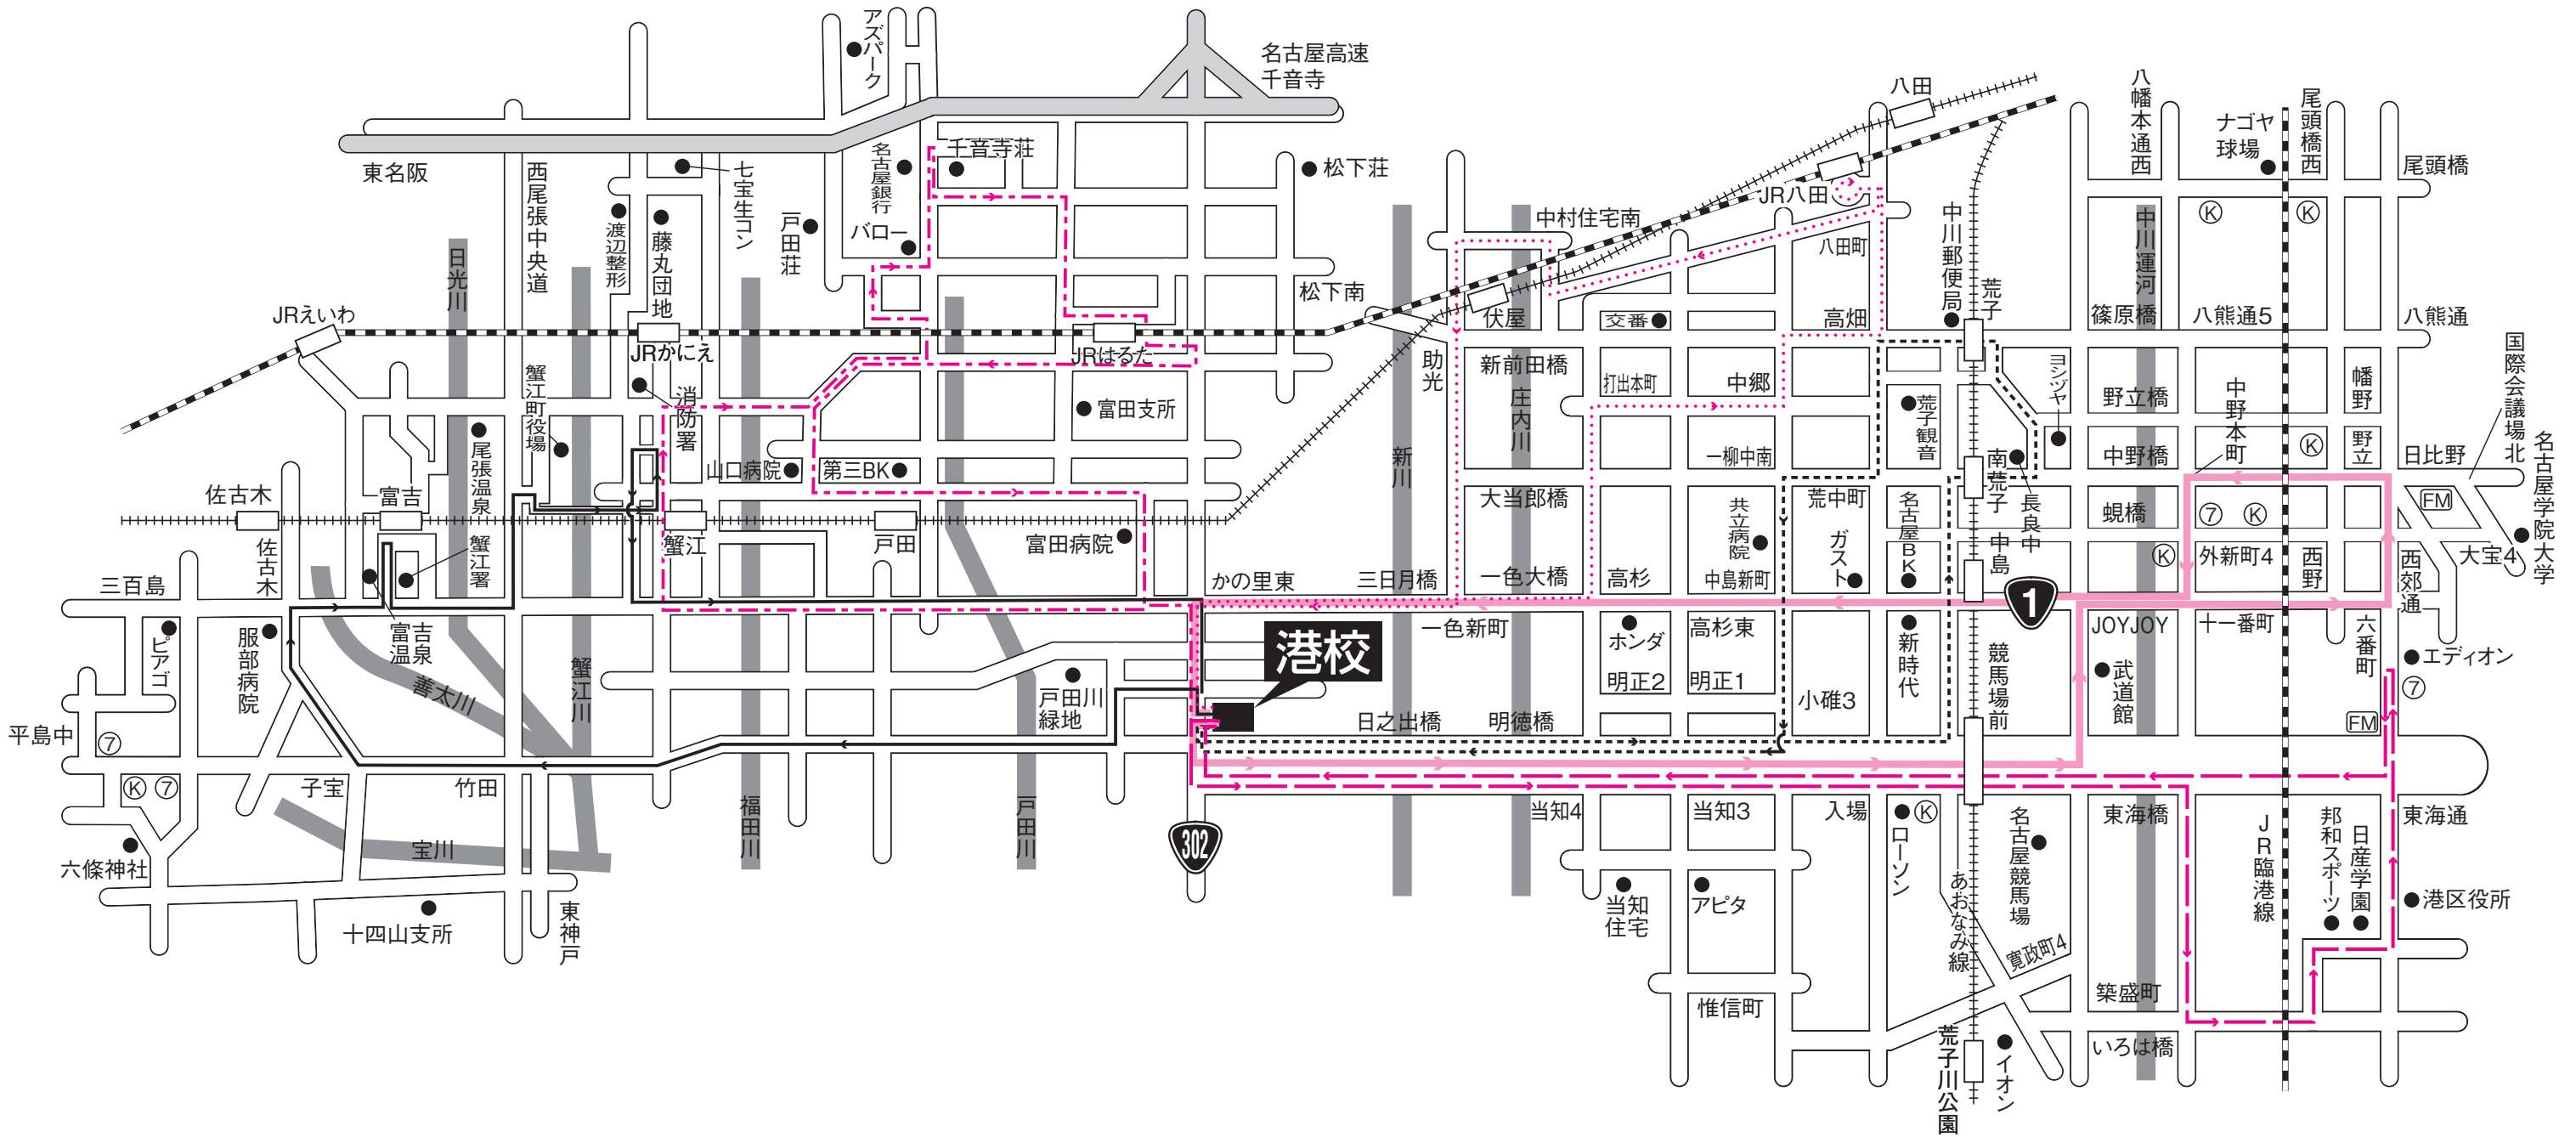 アズパーク
名古屋高速
千音寺
八田
八幡本通西
ナゴヤ
球場
尾頭橋西
尾頭橋
東名阪
西尾張中央道
七宝生コン
名古屋銀行
千音寺荘
松下荘
JR八田
中村住宅南
八田町
中川郵便局
荒子
中川運河
Ⓚ
Ⓚ
渡辺整形
藤丸団地
戸田荘
バロー
日光川
松下南
伏屋
交番
高畑
篠原橋
八熊通5
八熊通
JRえいわ
JRかにえ
JRはるた
助光
新前田橋
庄内川
打出本町
中郷
荒子観音
ヨシヅヤ
野立橋
中野本町
幡野
国際会議場北
蟹江町役場
消防署
富田支所
尾張温泉
山口病院
第三BK
新川
一柳中南
南荒子
長良中
中野橋
Ⓚ
野立
日比野
名古屋学院大学
佐古木
富吉
大当郎橋
荒中町
名古屋BK
蜆橋
⑦
Ⓚ
FM
共立病院
ガスト
中島
佐古木
蟹江署
蟹江
戸田
富田病院
Ⓚ
外新町4
西野
西郊通
大宝4
三百島
かの里東
三日月橋
一色大橋
高杉
中島新町
1
ピアゴ
服部病院
富吉
温泉
蟹江川
善太川
港校
一色新町
ホンダ
高杉東
新時代
競馬場前
JOYJOY
十一番町
六番町
エディオン
武道館
⑦
戸田川
緑地
明正2
明正1
小碓3
平島中
⑦
日之出橋
明徳橋
FM
Ⓚ
⑦
子宝
竹田
福田川
戸田川
302
当知4
当知3
入場
ローソン
Ⓚ
名古屋競馬場
東海橋
JR臨港線
邦和スポーツ
日産学園
東海通
宝川
六條神社
当知
住宅
アピタ
あおなみ線
港区役所
十四山支所
東神戸
寛政町4
惟信町
築盛町
荒子川公園
イオン
いろは橋